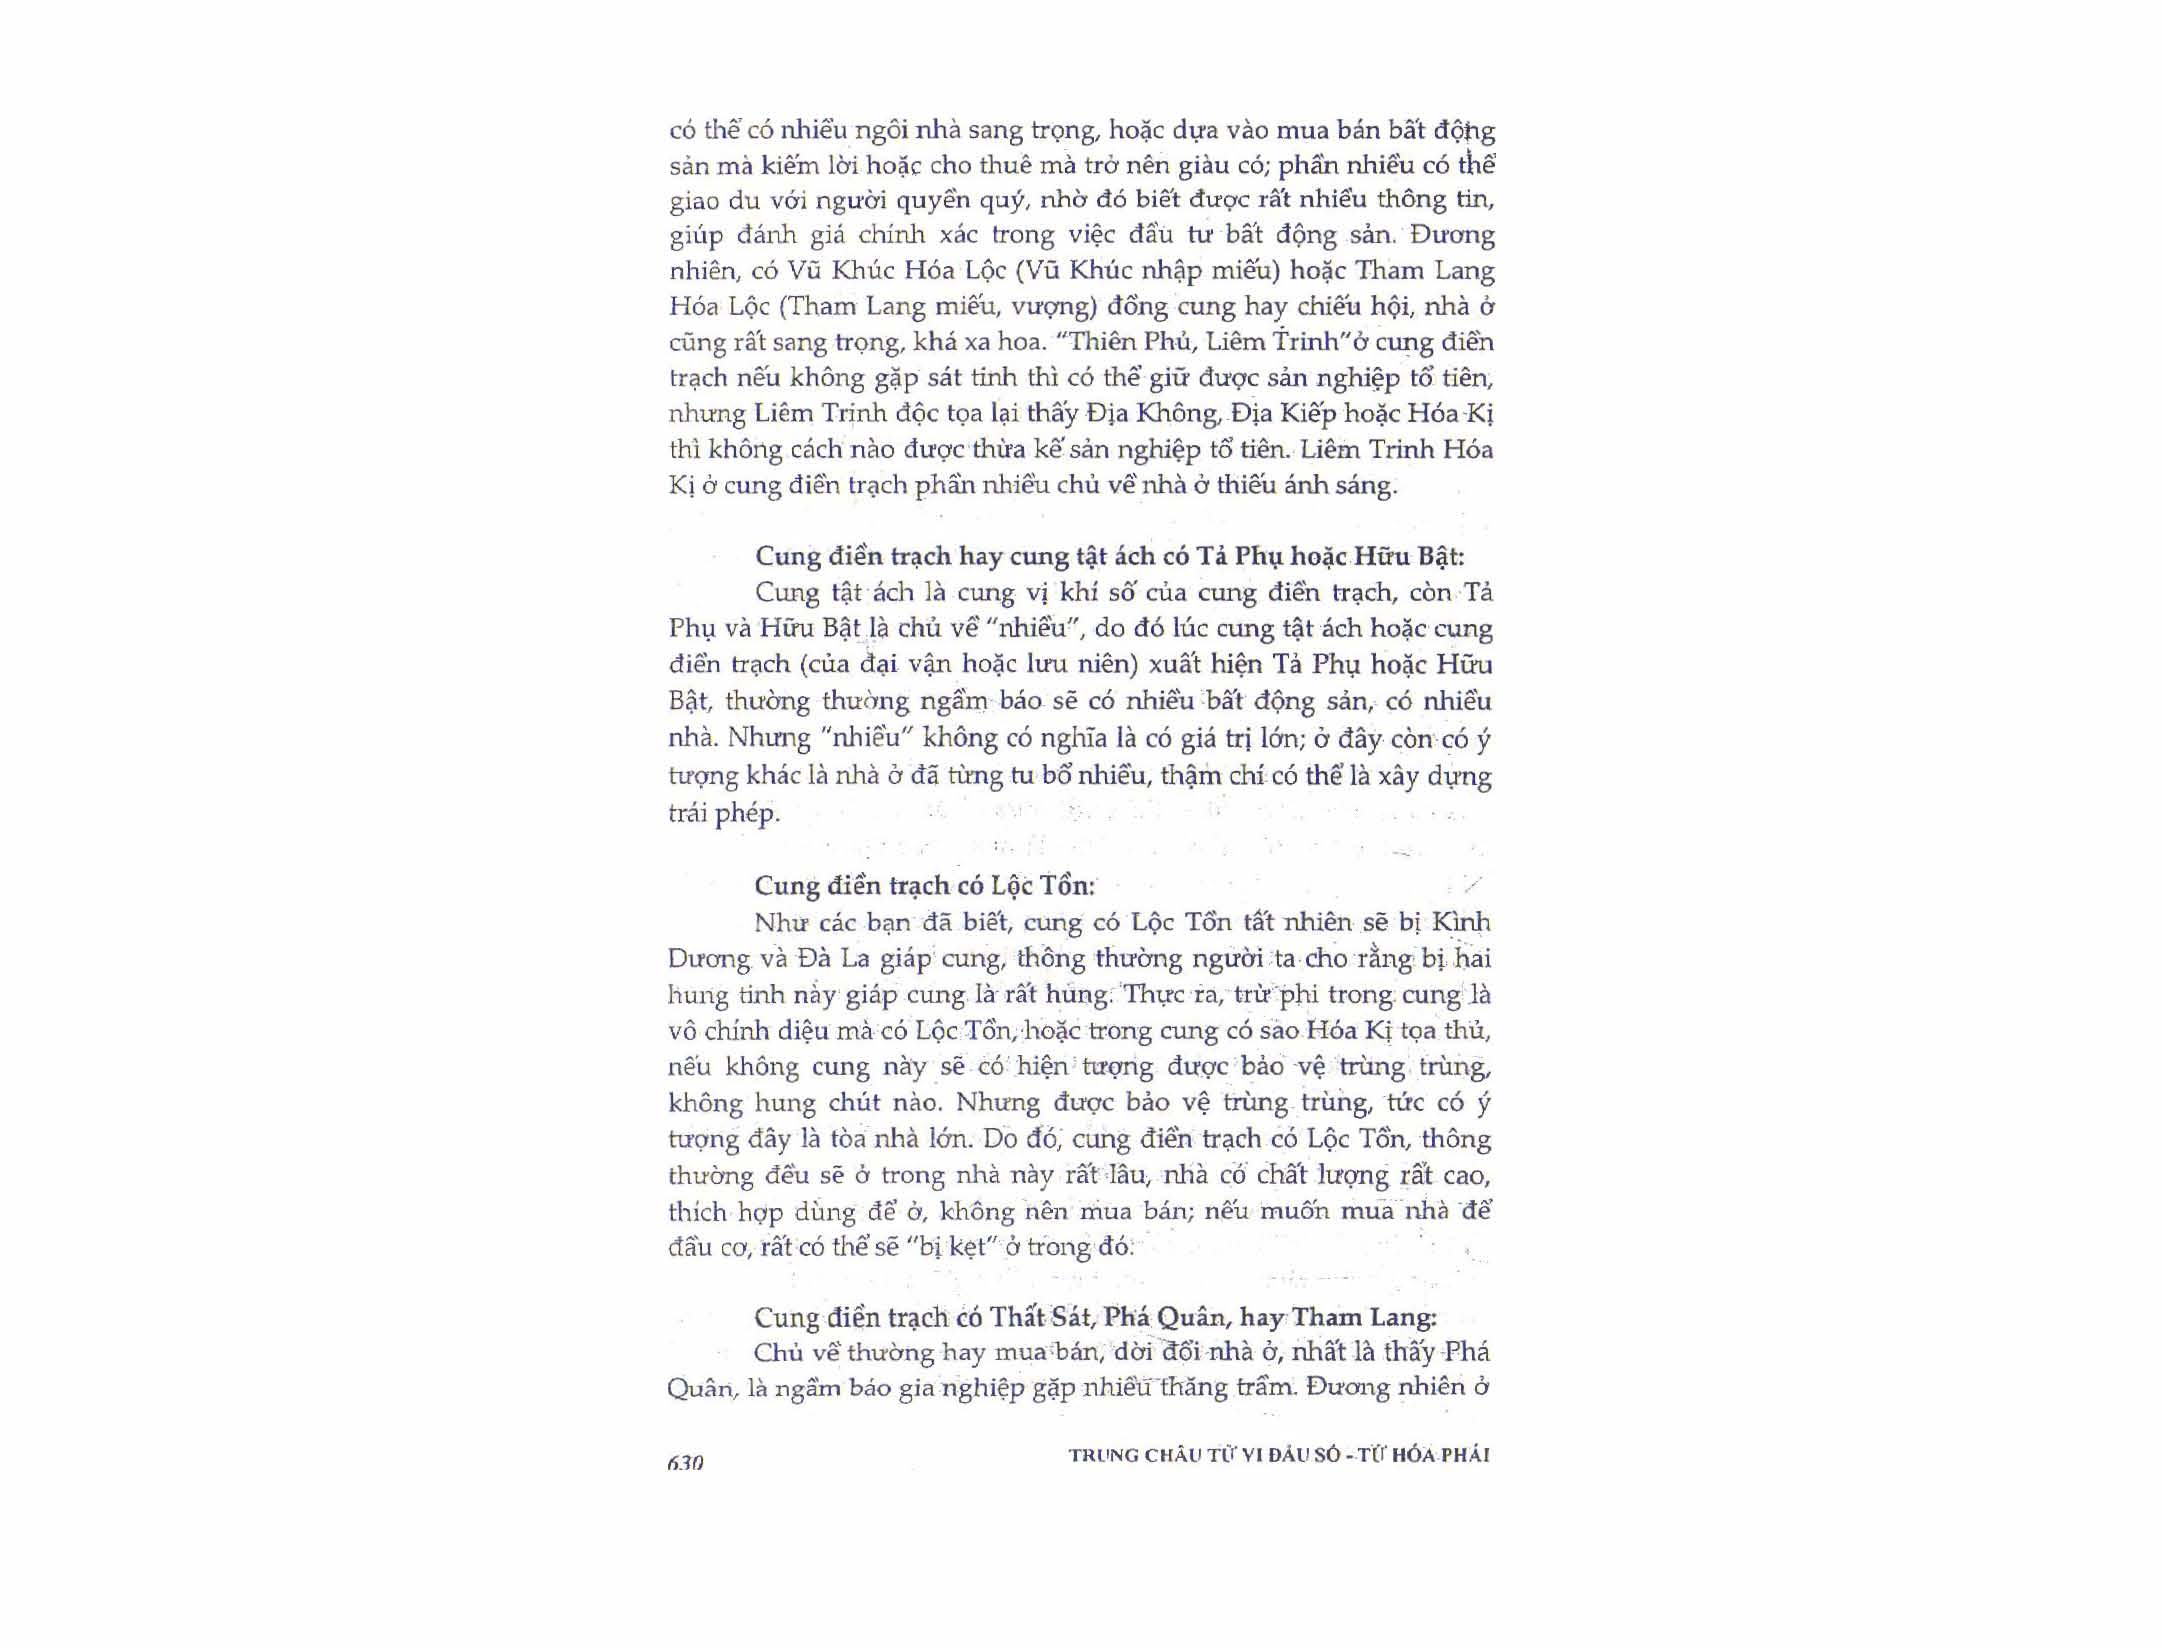 có thể có nhiều ngôi nhà sang trọng, hoặc dựa vào mua bán bất động
sản mà kiếm lời hoặc cho thuê mà trở nên giàu có; phần nhiều có thể
giao du với người quyền quý, nhờ đó biết được rất nhiều thông tin,
giúp đánh giá chính xác trong việc đầu tư bất động sản. Đương
nhiên, có Vũ Khúc Hóa Lộc (Vũ Khúc nhập miếu) hoặc Tham Lang
Hóa Lộc (Tham Lang miếu, vượng) đồng cung hay chiếu hội, nhà ở
cũng rất sang trọng, khá xa hoa. "Thiên Phủ, Liêm Trinh"ở cung điền
trạch nếu không gặp sát tinh thì có thể giữ được sản nghiệp tổ tiên,
nhưng Liêm Trinh độc tọa lại thấy Địa Không, Địa Kiếp hoặc Hóa Kị
thì không cách nào được thừa kế sản nghiệp tổ tiên. Liêm Trinh Hóa
Kị ở cung điền trạch phần nhiều chủ về nhà ở thiếu ánh sáng.
Cung điền trạch hay cung tật ách có Tả Phụ hoặc Hữu Bật:
Cung tật ách là cung vị khí số của cung điền trạch, còn Tả
Phụ và Hữu Bật là chủ về "nhiều", do đó lúc cung tật ách hoặc cung
điền trạch (của đại vận hoặc lưu niên) xuất hiện Tả Phụ hoặc Hữu
Bật, thường thường ngầm báo sẽ có nhiều bất động sản, có nhiều
nhà. Nhưng "nhiều" không có nghĩa là có giá trị lớn; ở đây còn có ý
tượng khác là nhà ở đã từng tu bổ nhiều, thậm chí có thể là xây dựng
trái phép.
Cung điền trạch có Lộc Tồn:
Như các bạn đã biết, cung có Lộc Tồn tất nhiên sẽ bị Kình
Dương và Đà La giáp cung, thông thường người ta cho rằng bị hai
hung tinh này giáp cung là rất hung. Thực ra, trừ phi trong cung là
vô chính diệu mà có Lộc Tồn, hoặc trong cung có sao Hóa Kị tọa thủ,
nếu không cung này sẽ có hiện tượng được bảo vệ trùng trùng,
không hung chút nào. Nhưng được bảo vệ trùng trùng, tức có ý
tượng đây là tòa nhà lớn. Do đó, cung điền trạch có Lộc Tồn, thông
thường đều sẽ ở trong nhà này rất lâu, nhà có chất lượng rất cao,
thích hợp dùng để ở, không nên mua bán; nếu muốn mua nhà để
đầu cơ, rất có thể sẽ "bị kẹt" ở trong đó.
Cung điền trạch có Thất Sát, Phá Quân, hay Tham Lang:
Chủ về thường hay mua bán, dời đổi nhà ở, nhất là thấy Phá
Quân, là ngầm báo gia nghiệp gặp nhiều thăng trầm. Đương nhiên ở
630
TRUNG CHÂU TỬ VI ĐẨU SỐ - TỨ HÓA PHÁI